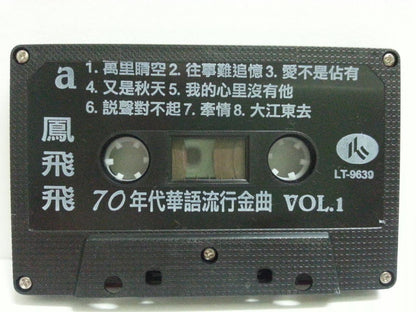 a
1. 萬里晴空 2. 往事難追憶 3. 愛不是佔有
4. 又是秋天 5. 我的心里沒有他
6. 説聲對不起 7. 牽情 8. 大江東去
鳳飛飛
LT-9639
70年代華語流行金曲 VOL.1